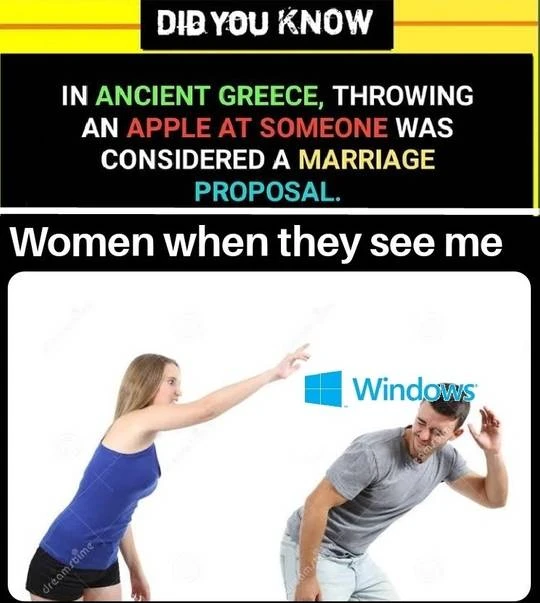 DID YOU KNOW
IN ANCIENT GREECE, THROWING
AN APPLE AT SOMEONE WAS
CONSIDERED A MARRIAGE
PROPOSAL.
Women when they see me
Windows
dreamstime